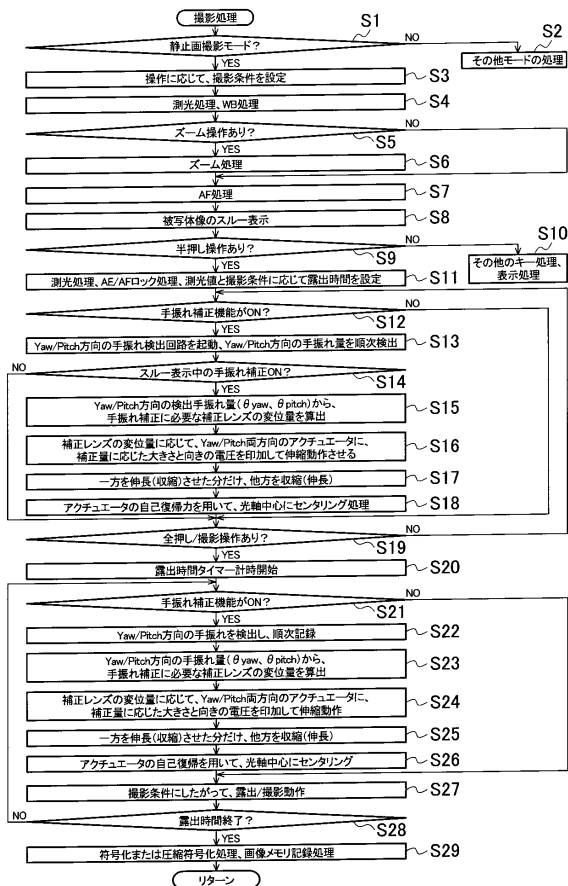 撮影処理
静止画撮影モード?
S1
NO
S2
その他モードの処理
YES
操作に応じて、撮影条件を設定
S3
測光処理、WB処理
S4
ズーム操作あり?
NO
S5
YES
ズーム処理
S6
AF処理
S7
被写体像のスルー表示
S8
半押し操作あり?
NO
S9
S10
その他のキー処理、
表示処理
YES
測光処理、AE/AFロック処理、測光値と撮影条件に応じて露出時間を設定
S11
手振れ補正機能がON?
NO
S12
YES
Yaw/Pitch方向の手振れ検出回路を起動、Yaw/Pitch方向の手振れ量を順次検出
S13
NO
スルー表示中の手振れ補正ON?
S14
YES
Yaw/Pitch方向の検出手振れ量(θyaw、θpitch)から、
手振れ補正に必要な補正レンズの変位量を算出
S15
補正レンズの変位量に応じて、Yaw/Pitch両方向のアクチュエータに、
補正量に応じた大きさと向きの電圧を印加して伸縮動作させる
S16
一方を伸長(収縮)させた分だけ、他方を収縮(伸長)
S17
アクチュエータの自己復帰力を用いて、光軸中心にセンタリング処理
S18
全押し/撮影操作あり?
NO
S19
YES
露出時間タイマー計時開始
S20
手振れ補正機能がON?
NO
S21
YES
Yaw/Pitch方向の手振れを検出し、順次記録
S22
Yaw/Pitch方向の手振れ量(θyaw、θpitch)から、
手振れ補正に必要な補正レンズの変位量を算出
S23
補正レンズの変位量に応じて、Yaw/Pitch両方向のアクチュエータに、
補正量に応じた大きさと向きの電圧を印加して伸縮動作
S24
一方を伸長(収縮)させた分だけ、他方を収縮(伸長)
S25
アクチュエータの自己復帰を用いて、光軸中心にセンタリング
S26
撮影条件にしたがって、露出/撮影動作
S27
NO
露出時間終了?
S28
YES
符号化または圧縮符号化処理、画像メモリ記録処理
S29
リターン